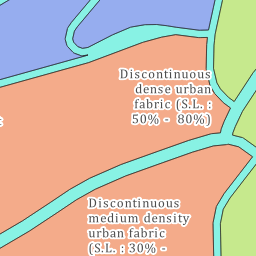 Discontinuous
dense urban
fabric (S.L. :
50% -  80%)
Discontinuous
medium density
urban fabric
(S.L. : 30% -